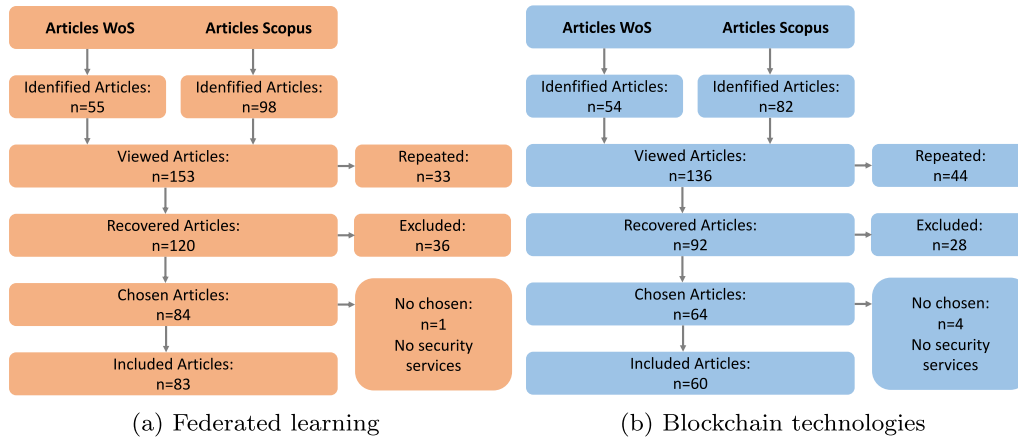 Articles WoS Articles Scopus
Idenfified Articles:
n=55
Idenfified Articles:
n=98
Viewed Articles:
n=153
Repeated:
n=33
Recovered Articles:
n=120
Excluded:
n=36
Chosen Articles:
n=84
No chosen:
n=1
No security
services
Included Articles:
n=83
(a) Federated learning
Articles WoS Articles Scopus
Idenfified Articles:
n=54
Idenfified Articles:
n=82
Viewed Articles:
n=136
Repeated:
n=44
Recovered Articles:
n=92
Excluded:
n=28
Chosen Articles:
n=64
No chosen:
n=4
No security
services
Included Articles:
n=60
(b) Blockchain technologies